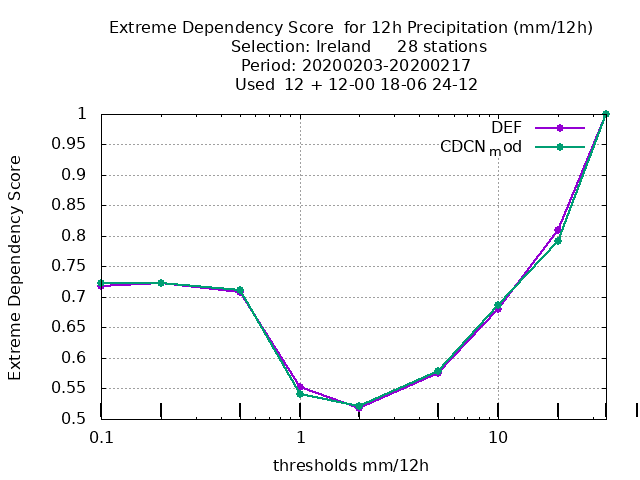 Extreme Dependency Score  for 12h Precipitation (mm/12h)
Selection: Ireland     28 stations
Period: 20200203-20200217
Used  12 + 12-00 18-06 24-12
DEF
CDCNmod
1
0.95
0.9
0.85
0.8
0.75
0.7
0.65
0.6
0.55
0.5
Extreme Dependency Score
0.1 1 10
thresholds mm/12h